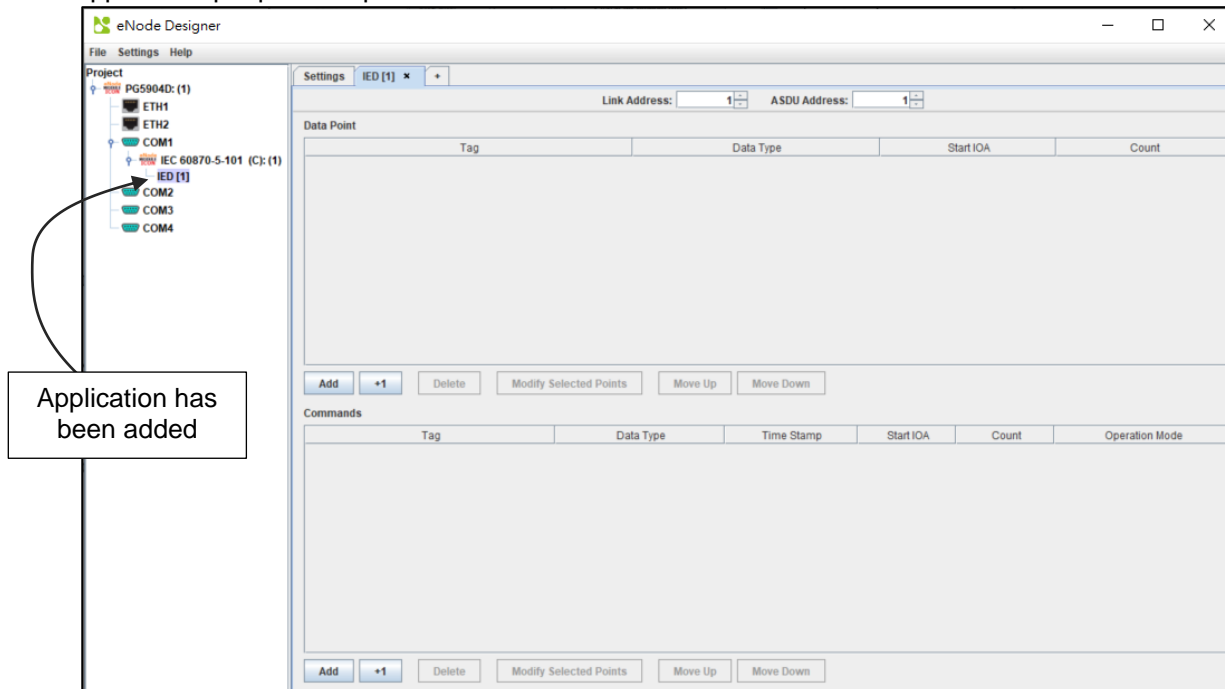 eNode Designer
File Settings Help
Project
PG5904D: (1)
ETH1
ETH2
COM1
IEC 60870-5-101 (C): (1)
IED [1]
COM2
COM3
COM4
Settings IED [1] × +
Link Address: 1 ASDU Address: 1
Data Point
Tag Data Type Start IOA Count
Add +1 Delete Modify Selected Points Move Up Move Down
Commands
Tag Data Type Time Stamp Start IOA Count Operation Mode
Add +1 Delete Modify Selected Points Move Up Move Down
Application has
been added